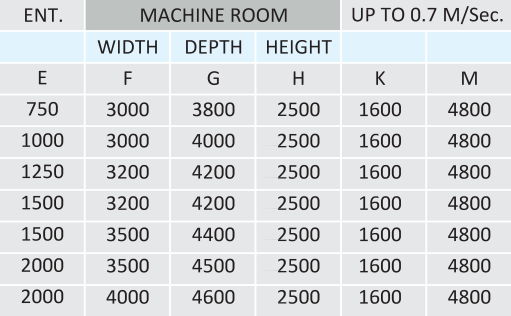 ENT. MACHINE ROOM UP TO 0.7 M/Sec.
WIDTH DEPTH HEIGHT
E F G H K M
750 3000 3800 2500 1600 4800
1000 3000 4000 2500 1600 4800
1250 3200 4200 2500 1600 4800
1500 3200 4200 2500 1600 4800
1500 3500 4400 2500 1600 4800
2000 3500 4500 2500 1600 4800
2000 4000 4600 2500 1600 4800